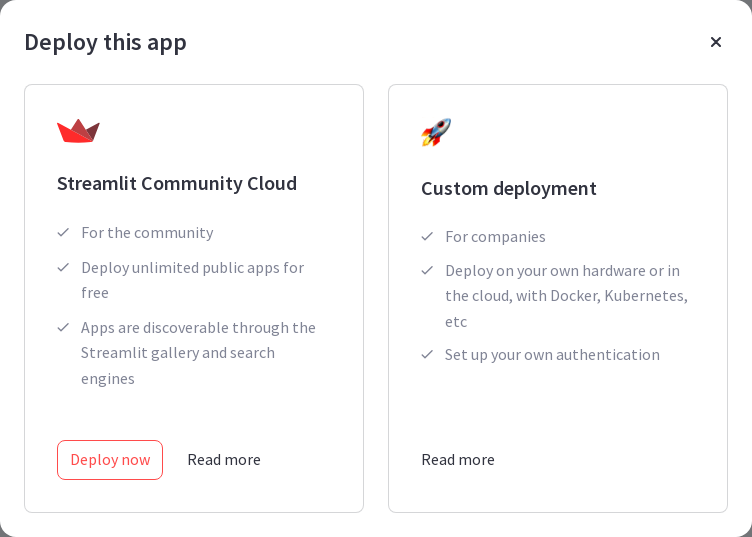 Deploy this app
Streamlit Community Cloud
For the community
Deploy unlimited public apps for
free
Apps are discoverable through the
Streamlit gallery and search
engines
Deploy now
Read more
Custom deployment
For companies
Deploy on your own hardware or in
the cloud, with Docker, Kubernetes,
etc
Set up your own authentication
Read more